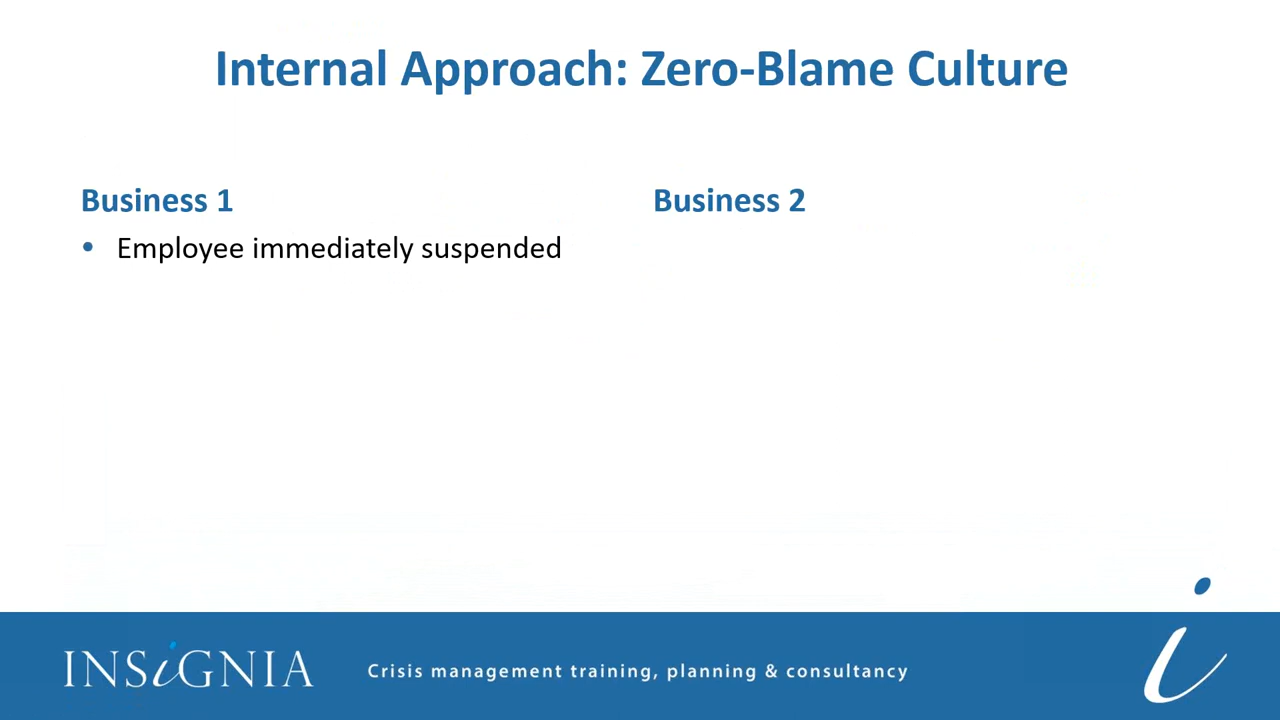 Internal Approach: Zero-Blame Culture
Business 1
• Employee immediately suspended
Business 2
INSiGNIA
Crisis management training, planning & consultancy
i